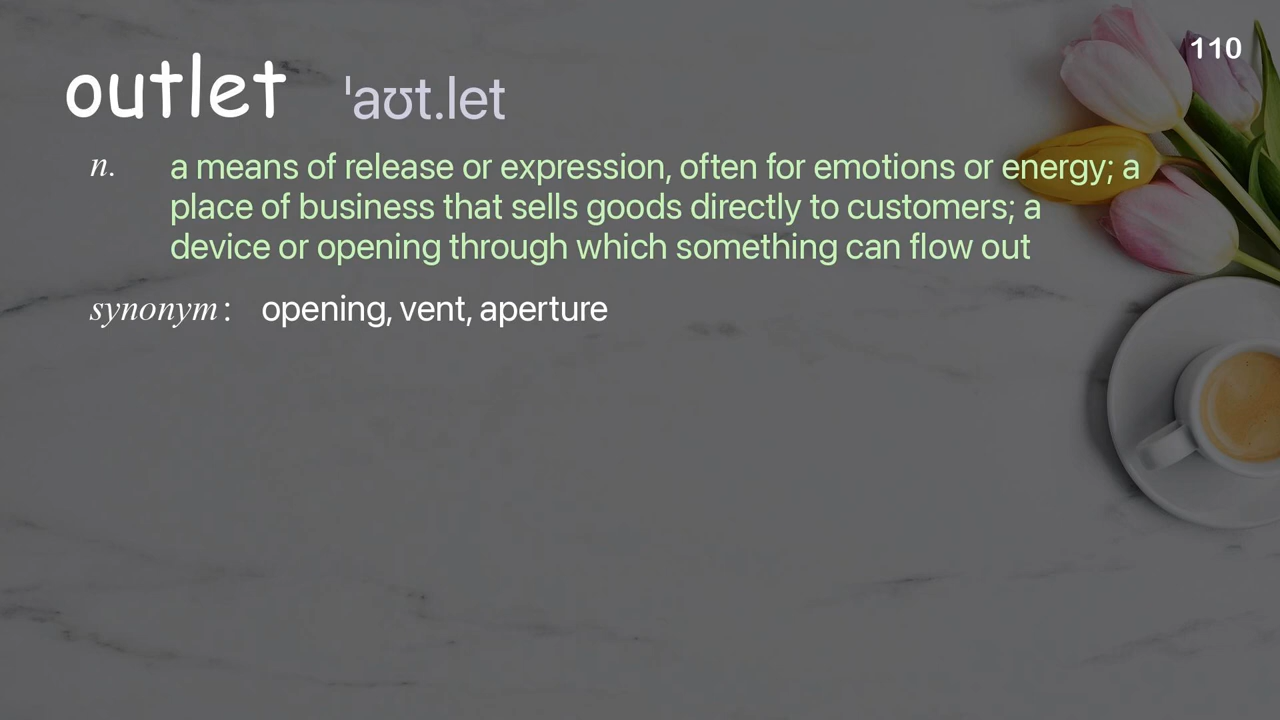 110
outlet ˈaʊt.let
n. a means of release or expression, often for emotions or energy; a
place of business that sells goods directly to customers; a
device or opening through which something can flow out
synonym: opening, vent, aperture